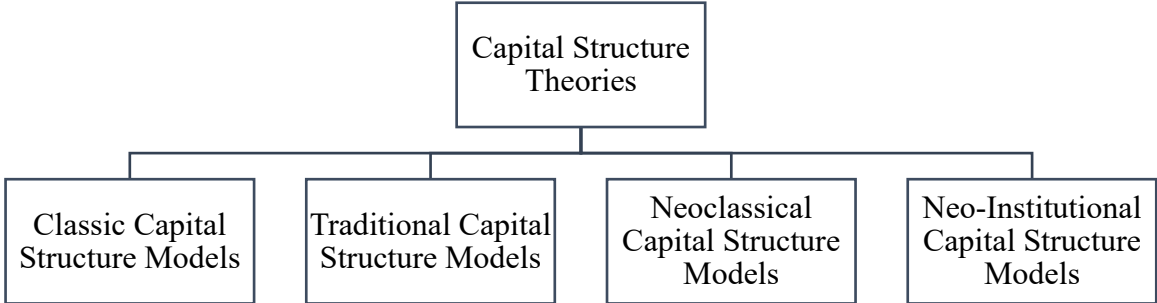 Capital Structure
Theories
Classic Capital
Structure Models
Traditional Capital
Structure Models
Neoclassical
Capital Structure
Models
Neo-Institutional
Capital Structure
Models